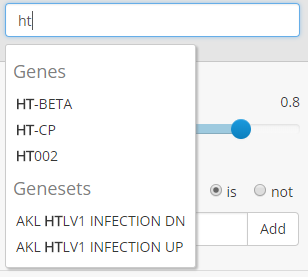 ht
Genes
HT-BETA
0.8
HT-CP
HT002
is not
Genesets
AKL HTLV1 INFECTION DN Add
AKL HTLV1 INFECTION UP